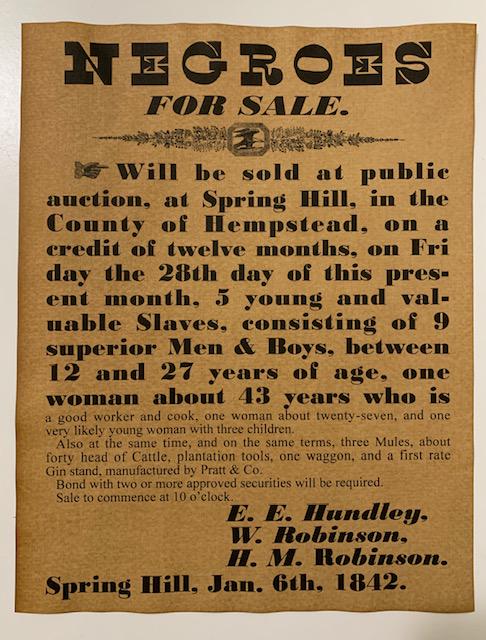 NEGROES
FOR SALE.
Will be sold at public
auction, at Spring Hill, in the
County of Hempstead, on a
credit of twelve months, on Fri
day the 28th day of this pres-
ent month, 5 young and val-
uable Slaves, consisting of 9
superior Men & Boys, between
12 and 27 years of age, one
woman about 43 years who is
a good worker and cook, one woman about twenty-seven, and one
very likely young woman with three children.
Also at the same time, and on the same terms, three Mules, about
forty head of Cattle, plantation tools, one waggon, and a first rate
Gin stand, manufactured by Pratt & Co.
Bond with two or more approved securities will be required.
Sale to commence at 10 o'clock.
E. E. Hundley,
W. Robinson,
H. M. Robinson.
Spring Hill, Jan. 6th, 1842.